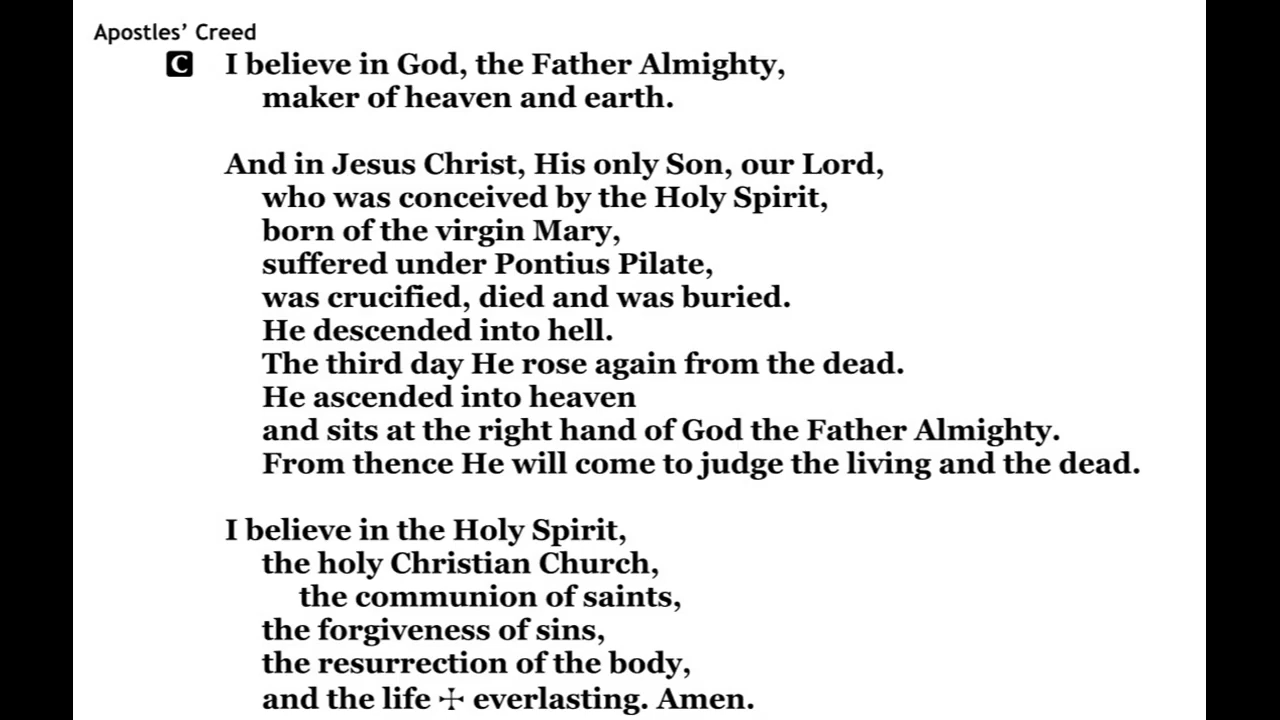 Apostles’ Creed
C I believe in God, the Father Almighty,
maker of heaven and earth.
And in Jesus Christ, His only Son, our Lord,
who was conceived by the Holy Spirit,
born of the virgin Mary,
suffered under Pontius Pilate,
was crucified, died and was buried.
He descended into hell.
The third day He rose again from the dead.
He ascended into heaven
and sits at the right hand of God the Father Almighty.
From thence He will come to judge the living and the dead.
I believe in the Holy Spirit,
the holy Christian Church,
the communion of saints,
the forgiveness of sins,
the resurrection of the body,
and the life ☩ everlasting. Amen.